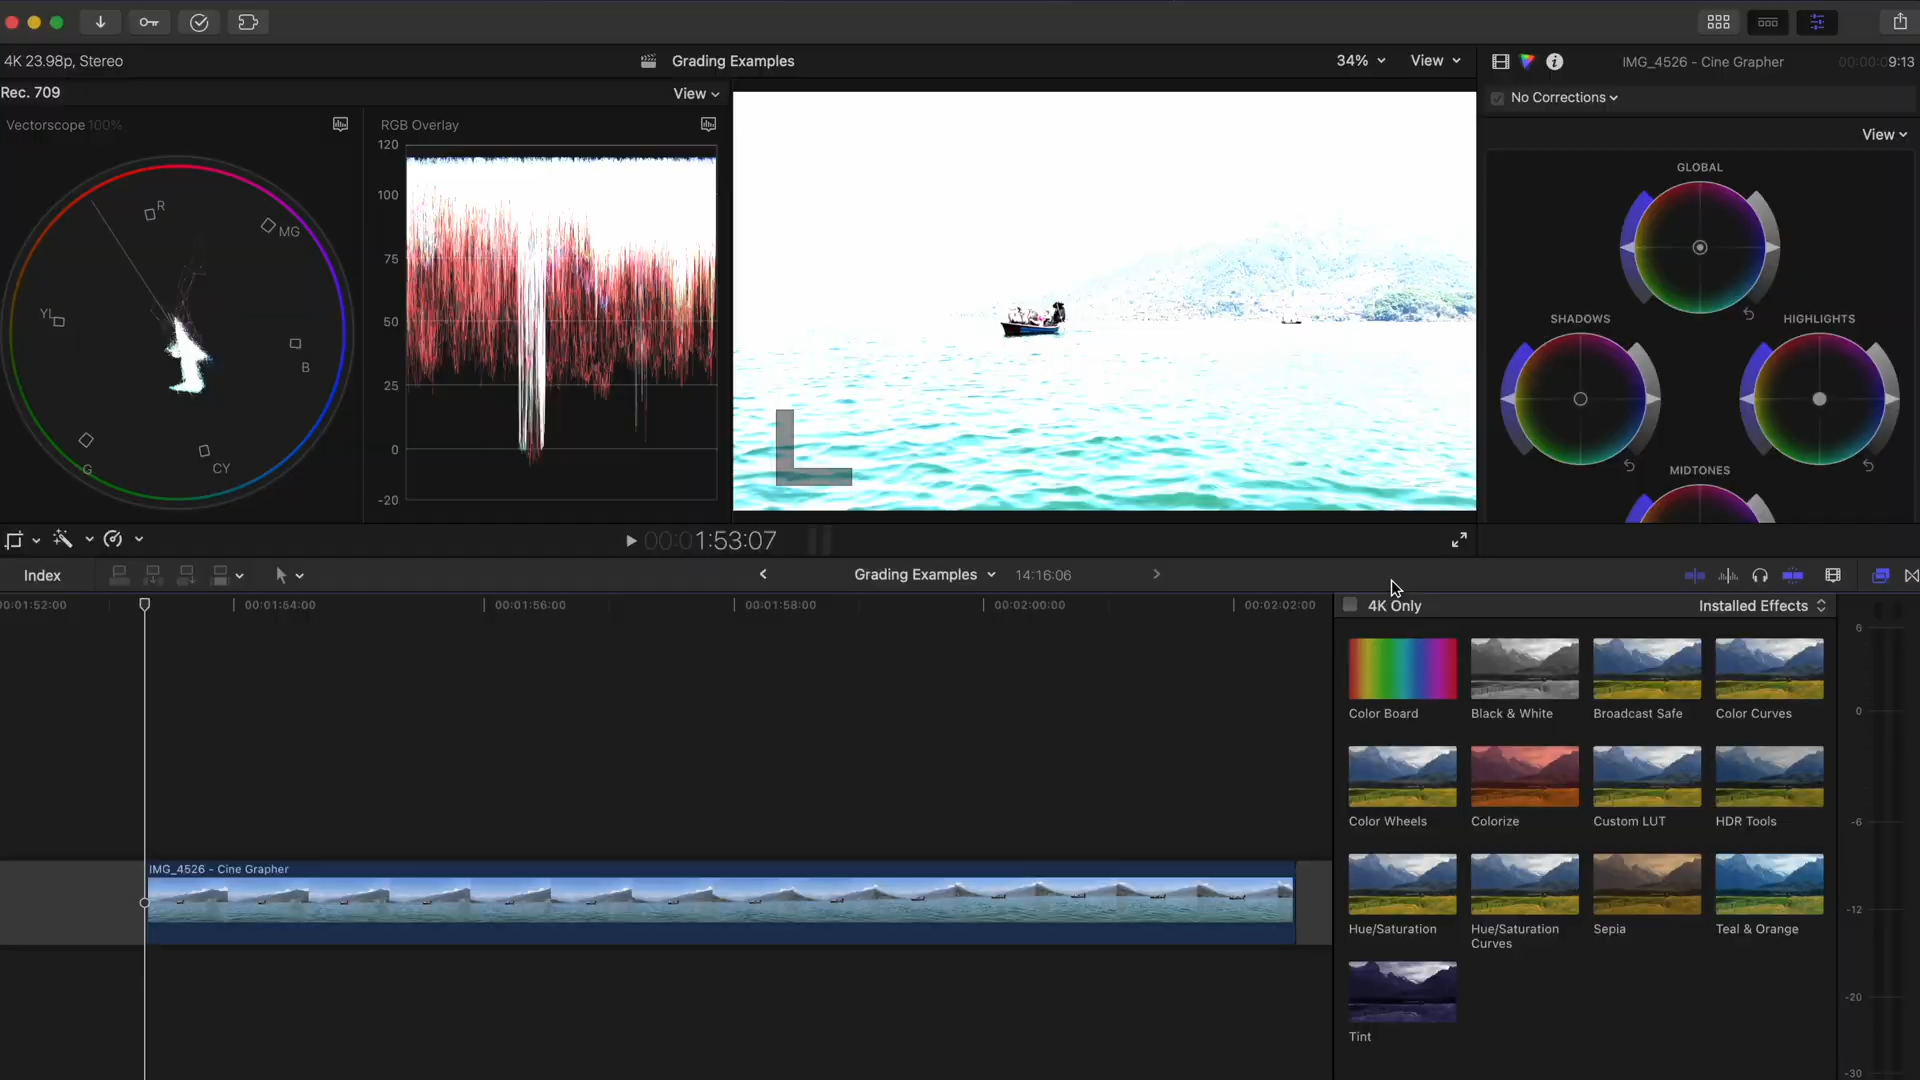 4K 23.98p, Stereo
Grading Examples
34%
View
IMG_4526 - Cine Grapher
00:00:09:13
Rec. 709
View
No Corrections
Vectorscope 100%
RGB Overlay
View
120
100
75
50
25
0
-20
R
MG
YL
B
G
CY
GLOBAL
SHADOWS
HIGHLIGHTS
MIDTONES
00:01:53:07
Index
Grading Examples
14:16:06
00:01:52:00
00:01:54:00
00:01:56:00
00:01:58:00
00:02:00:00
00:02:02:00
4K Only
Installed Effects
Color Board
Black & White
Broadcast Safe
Color Curves
Color Wheels
Colorize
Custom LUT
HDR Tools
Hue/Saturation
Hue/Saturation
Curves
Sepia
Teal & Orange
Tint
IMG_4526 - Cine Grapher
6
0
-6
-12
-20
-30